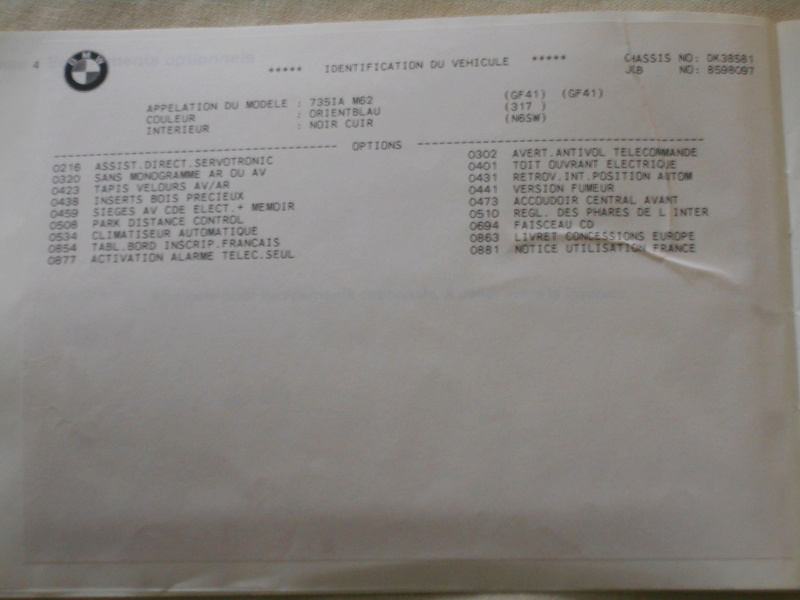 4
BMW
***** IDENTIFICATION DU VEHICULE *****
CHASSIS NO: DK38581
JOB NO: 8598097
APPELATION DU MODELE : 735IA M62 (GF41) (GF41)
COULEUR : ORIENTBLAU (317 )
INTERIEUR : NOIR CUIR (N6SW)
OPTIONS
0216 ASSIST.DIRECT.SERVOTRONIC
0320 SANS MONOGRAMME AR OU AV
0423 TAPIS VELOURS AV/AR
0438 INSERTS BOIS PRECIEUX
0459 SIEGES AV CDE ELECT.+ MEMOIR
0508 PARK DISTANCE CONTROL
0534 CLIMATISEUR AUTOMATIQUE
0854 TABL.BORD INSCRIP.FRANCAIS
0877 ACTIVATION ALARME TELEC.SEUL
0302 AVERT.ANTIVOL TELECOMMANDE
0401 TOIT OUVRANT ELECTRIQUE
0431 RETROV.INT.POSITION AUTOM
0441 VERSION FUMEUR
0473 ACCOUDOIR CENTRAL AVANT
0510 REGL. DES PHARES DE L INTER
0694 FAISCEAU CD
0863 LIVRET CONCESSIONS EUROPE
0881 NOTICE UTILISATION FRANCE